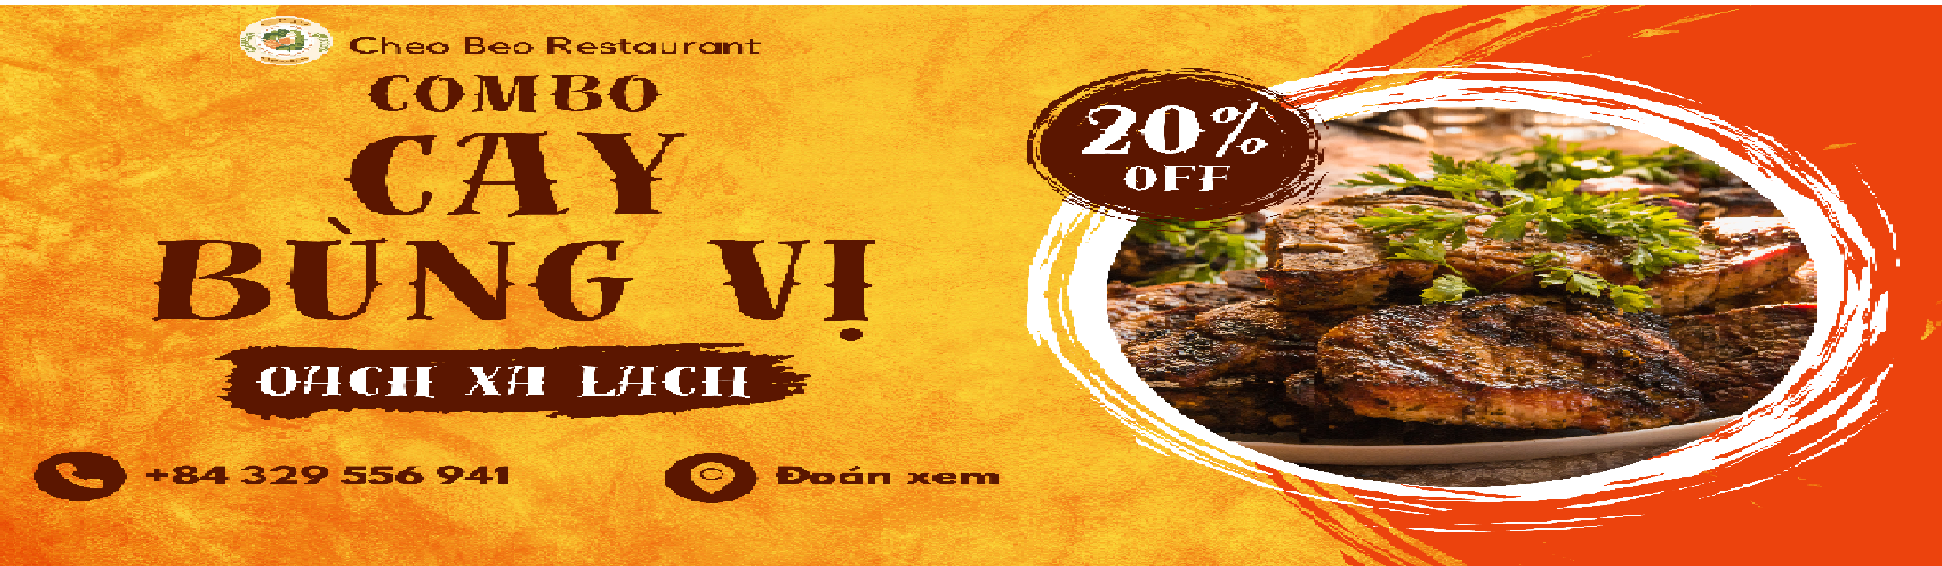 Cheo Beo Restaurant
COMBO
CAY
BÙNG VỊ
OACH XA LACH
+84 329 556 941
Đoán xem
20%
OFF